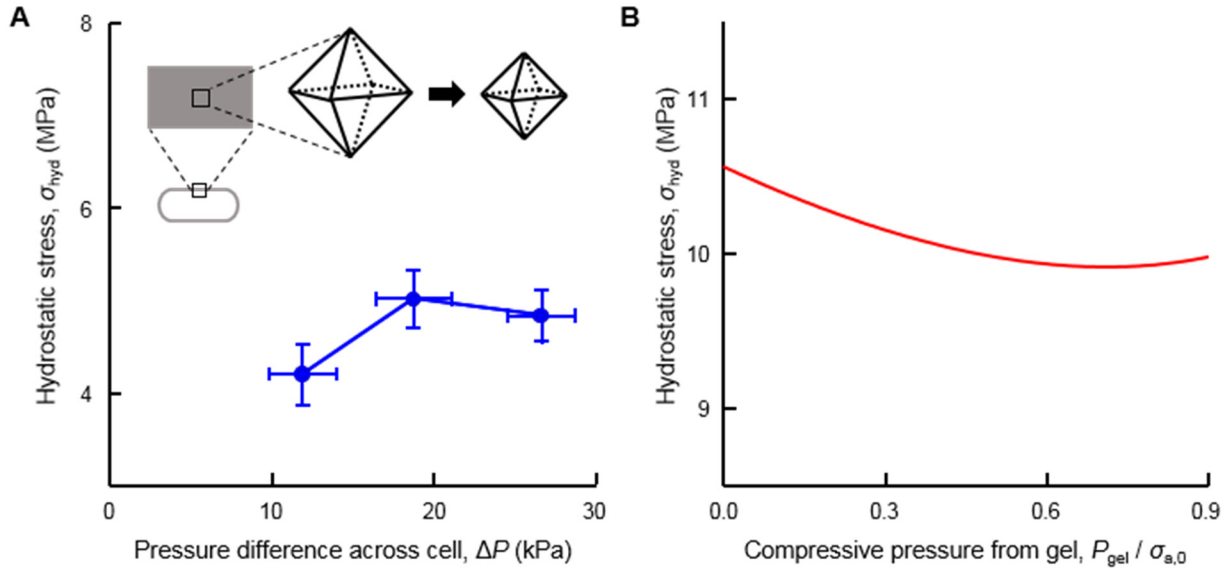 A
B
8
6
4
Hydrostatic stress, σhyd (MPa)
0
10
20
30
Pressure difference across cell, ΔP (kPa)
11
10
9
Hydrostatic stress, σhyd (MPa)
0.0
0.3
0.6
0.9
Compressive pressure from gel, Pgel / σa,0